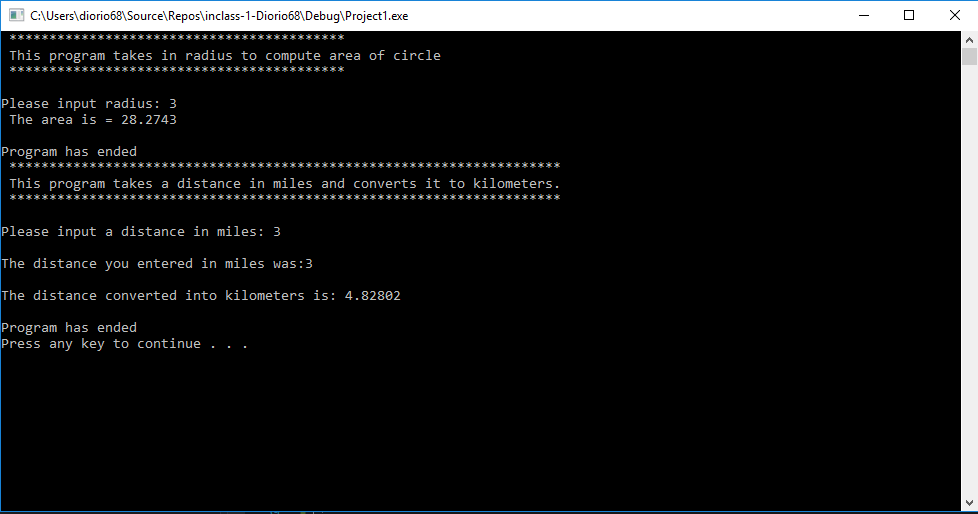 C:\Users\diorio68\Source\Repos\inclass-1-Diorio68\Debug\Project1.exe
******************************************
This program takes in radius to compute area of circle
******************************************
Please input radius: 3
The area is = 28.2743
Program has ended
*********************************************************************
This program takes a distance in miles and converts it to kilometers.
*********************************************************************
Please input a distance in miles: 3
The distance you entered in miles was:3
The distance converted into kilometers is: 4.82802
Program has ended
Press any key to continue . . .